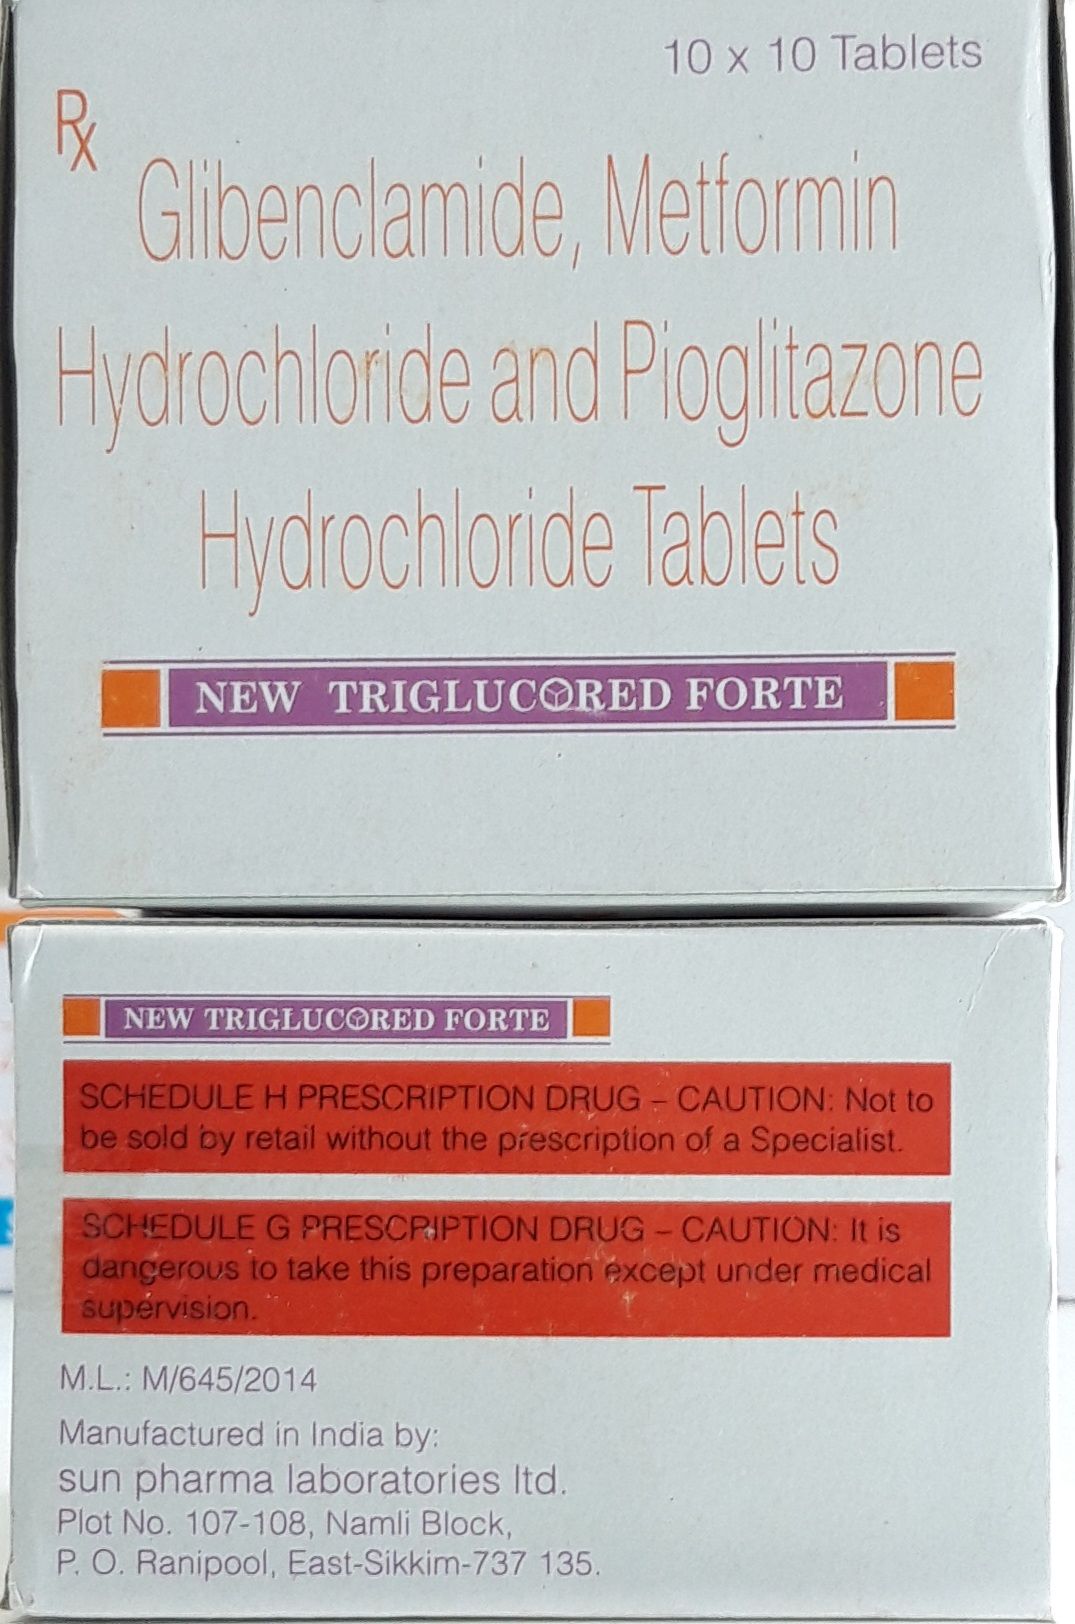 10 x 10 Tablets
Rx
Glibenclamide, Metformin
Hydrochloride and Pioglitazone
Hydrochloride Tablets
NEW TRIGLUCORED FORTE
NEW TRIGLUCORED FORTE
SCHEDULE H PRESCRIPTION DRUG – CAUTION: Not to
be sold by retail without the prescription of a Specialist.
SCHEDULE G PRESCRIPTION DRUG – CAUTION: It is
dangerous to take this preparation except under medical
supervision.
M.L.: M/645/2014
Manufactured in India by:
sun pharma laboratories ltd.
Plot No. 107-108, Namli Block,
P. O. Ranipool, East-Sikkim-737 135.